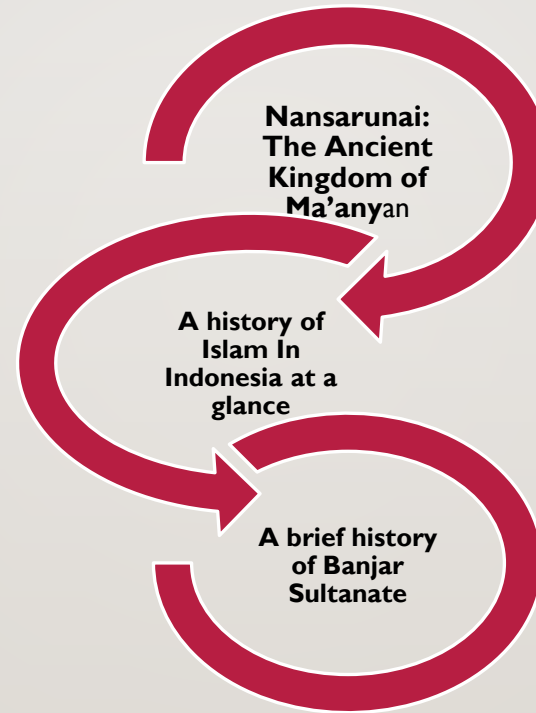 Nansarunai:
The Ancient
Kingdom of
Ma’anyan
A history of
Islam In
Indonesia at a
glance
A brief history
of Banjar
Sultanate